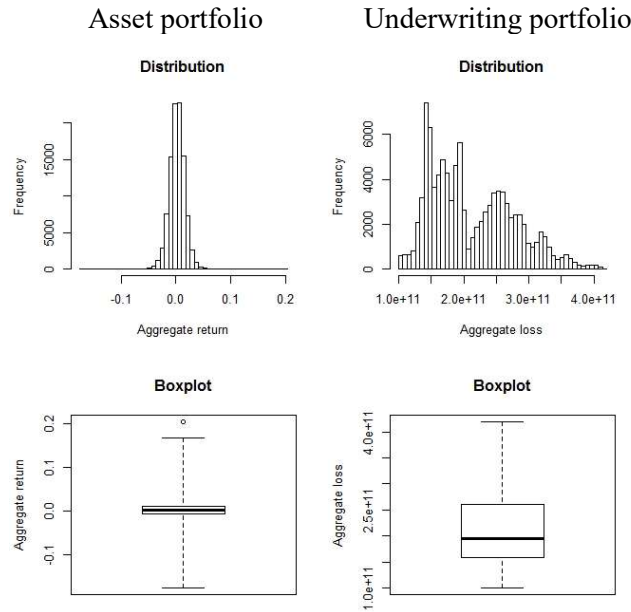 Asset portfolio
Underwriting portfolio
Distribution
Frequency
0
5000
15000
-0.1
0.0
0.1
0.2
Aggregate return
Distribution
Frequency
0
2000
4000
6000
1.0e+11
2.0e+11
3.0e+11
4.0e+11
Aggregate loss
Boxplot
Aggregate return
-0.1
0.0
0.1
0.2
Boxplot
Aggregate loss
1.0e+11
2.5e+11
4.0e+11